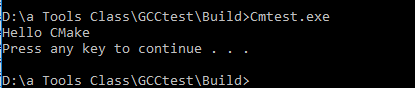 D:\a Tools Class\GCCtest\Build>Cmtest.exe
Hello CMake
Press any key to continue . . .
D:\a Tools Class\GCCtest\Build>